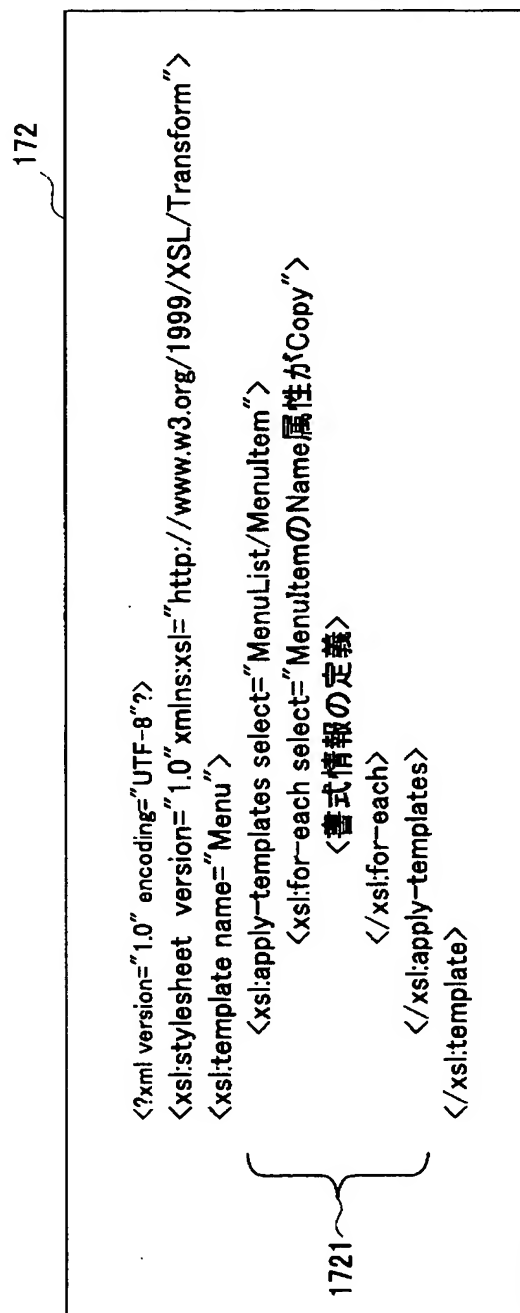 172
<?xml version="1.0" encoding="UTF-8"?>
<xsl:stylesheet version="1.0" xmlns:xsl="http://www.w3.org/1999/XSL/Transform">
<xsl:template name="Menu">
<xsl:apply-templates select="MenuList/MenuItem">
<xsl:for-each select="MenuItemのName属性がCopy">
<書式情報の定義>
</xsl:for-each>
</xsl:apply-templates>
</xsl:template>
1721